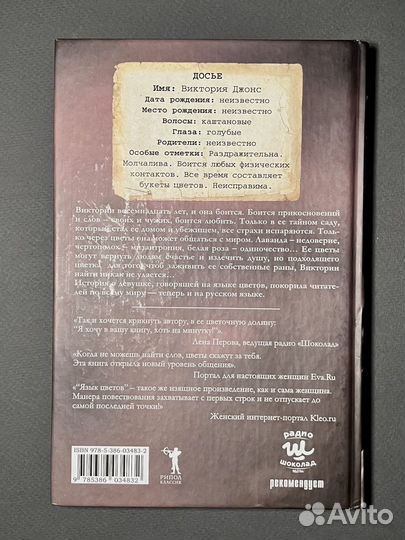 ДОСЬЕ
Имя: Виктория Джонс
Дата рождения: неизвестно
Место рождения: неизвестно
Волосы: каштановые
Глаза: голубые
Родители: неизвестно
Особые отметки: Раздражительна.
Молчалива. Боится любых физических
контактов. Все время составляет
букеты цветов. Неисправима.
Виктории восемнадцать лет, и она боится. Боится прикосновений
и слов – своих и чужих, боится любить. Только в ее тайном саду,
который стал ее домом и убежищем, все страхи испаряются. Толь-
ко через цветы она может общаться с миром. Лаванда – недоверие,
чертополох – мизантропия, белая роза – одиночество… Ее цветы
могут вернуть людям счастье и излечить душу, но подходящего
цветка для того, чтоб заживить ее собственные раны, Виктории
найти никак не удается…
История о девушке, говорящей на языке цветов, покорила читате-
лей по всему миру — теперь и на русском языке.
«Так и хочется крикнуть автору, в ее цветочную долину:
"Я хочу в вашу книгу, хоть на минутку!"».
Лена Перова, ведущая радио «Шоколад»
«Когда не можешь найти слов, цветы скажут за тебя.
Эта книга открыла новый уровень общения».
Портал для настоящих женщин Eva.Ru
«"Язык цветов" – такое же изящное произведение, как и сама женщина.
Манера повествования захватывает с первых строк и не отпускает до
самой последней точки!»
Женский интернет-портал Kleo.ru
ISBN 978-5-386-03483-2
9 785386 034832
РИПОЛ
КЛАССИК
РАДИО
Ш
ШОКОЛАД
рекомендует
Avito